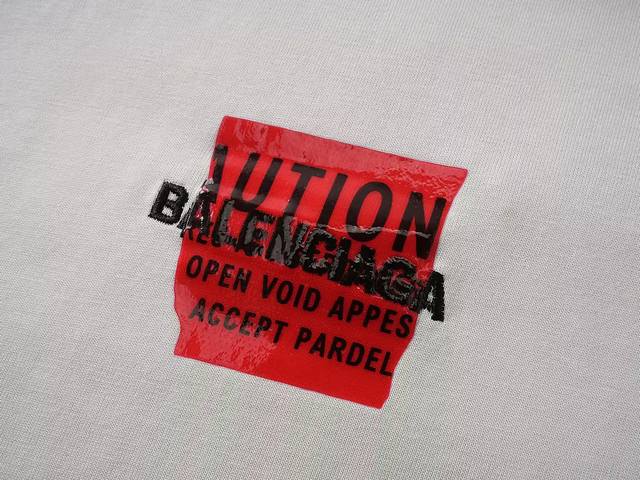 AUTION
BALENCIAGA
OPEN VOID APPES
ACCEPT PARDEL